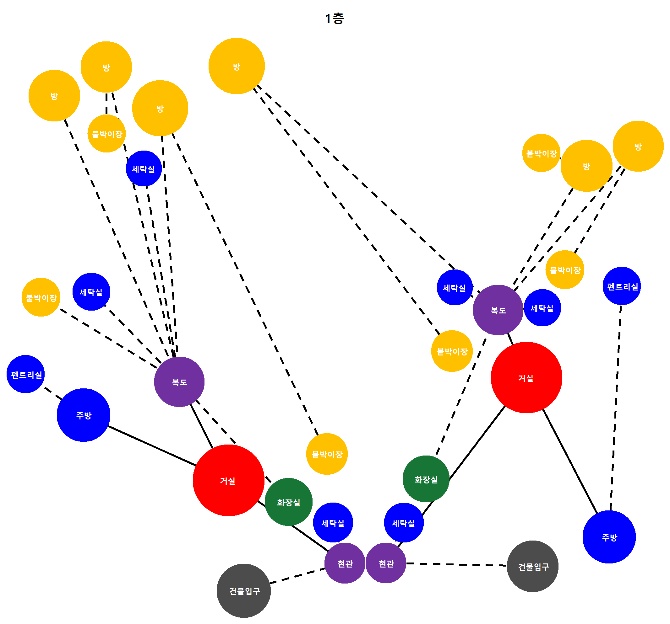 1층
방
방
방
방
붙박이장
방
붙박이장
방
세탁실
붙박이장
세탁실
세탁실
팬트리실
붙박이장
복도
세탁실
붙박이장
팬트리실
복도
거실
주방
붙박이장
거실
화장실
화장실
세탁실
세탁실
주방
현관
현관
건물입구
건물입구